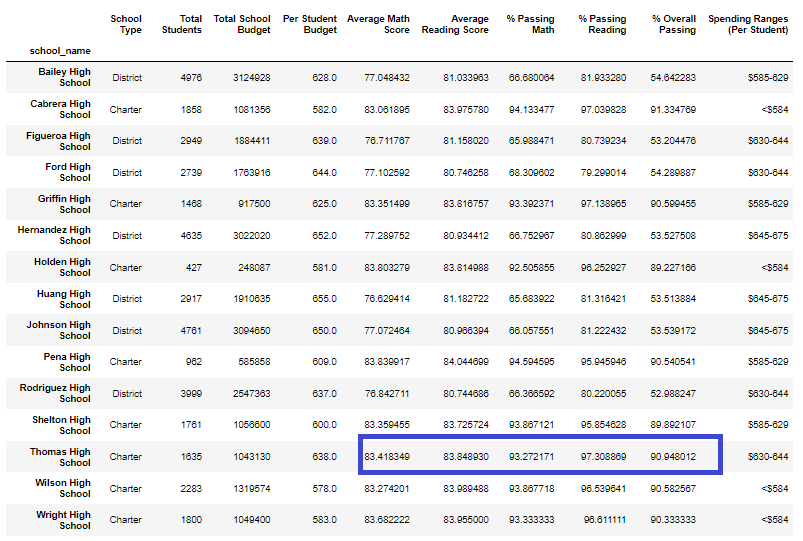 School Type Total Students Total School Budget Per Student Budget Average Math Score Average Reading Score % Passing Math % Passing Reading % Overall Passing Spending Ranges (Per Student)
school_name
Bailey High School District 4976 3124928 628.0 77.048432 81.033963 66.680064 81.933280 54.642283 $585-629
Cabrera High School Charter 1858 1081356 582.0 83.061895 83.975780 94.133477 97.039828 91.334769 <$584
Figueroa High School District 2949 1884411 639.0 76.711767 81.158020 65.988471 80.739234 53.204476 $630-644
Ford High School District 2739 1763916 644.0 77.102592 80.746258 68.309602 79.299014 54.289887 $630-644
Griffin High School Charter 1468 917500 625.0 83.351499 83.816757 93.392371 97.138965 90.599455 $585-629
Hernandez High School District 4635 3022020 652.0 77.289752 80.934412 66.752967 80.862999 53.527508 $645-675
Holden High School Charter 427 248087 581.0 83.803279 83.814988 92.505855 96.252927 89.227166 <$584
Huang High School District 2917 1910635 655.0 76.629414 81.182722 65.683922 81.316421 53.513884 $645-675
Johnson High School District 4761 3094650 650.0 77.072464 80.966394 66.057551 81.222432 53.539172 $645-675
Pena High School Charter 962 585858 609.0 83.839917 84.044699 94.594595 95.945946 90.540541 $585-629
Rodriguez High School District 3999 2547363 637.0 76.842711 80.744686 66.366592 80.220055 52.988247 $630-644
Shelton High School Charter 1761 1056600 600.0 83.359455 83.725724 93.867121 95.854628 89.892107 $585-629
Thomas High School Charter 1635 1043130 638.0 83.418349 83.848930 93.272171 97.308869 90.948012 $630-644
Wilson High School Charter 2283 1319574 578.0 83.274201 83.989488 93.867718 96.539641 90.582567 <$584
Wright High School Charter 1800 1049400 583.0 83.682222 83.955000 93.333333 96.611111 90.333333 <$584